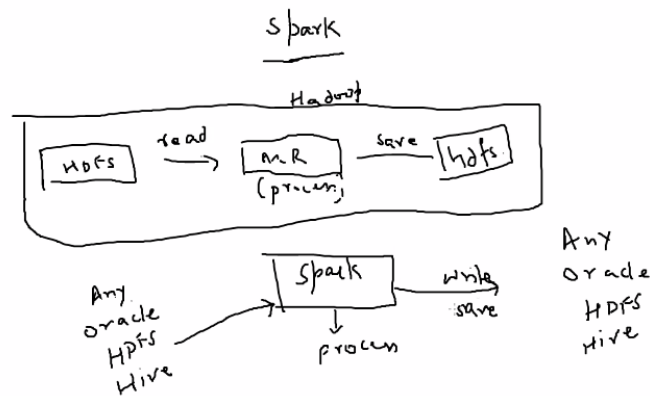 Spark
Hadoop
HDFS read MR save hdfs
(process)
Spark
write
save
process
Any
Oracle
HDFS
Hive
Any
Oracle
HDFS
Hive